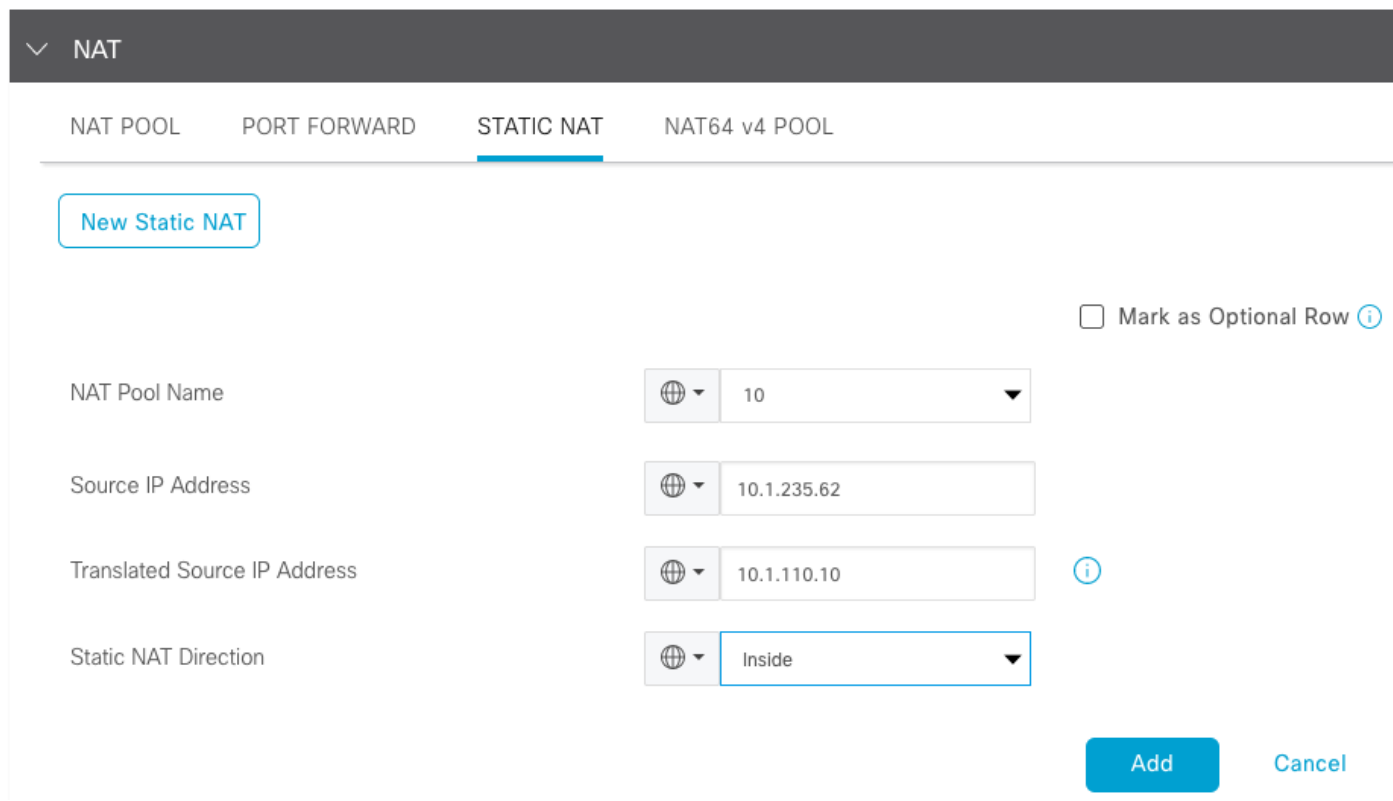 NAT
NAT POOL PORT FORWARD STATIC NAT NAT64 v4 POOL
New Static NAT
Mark as Optional Row
NAT Pool Name 10
Source IP Address 10.1.235.62
Translated Source IP Address 10.1.110.10
Static NAT Direction Inside
Add Cancel